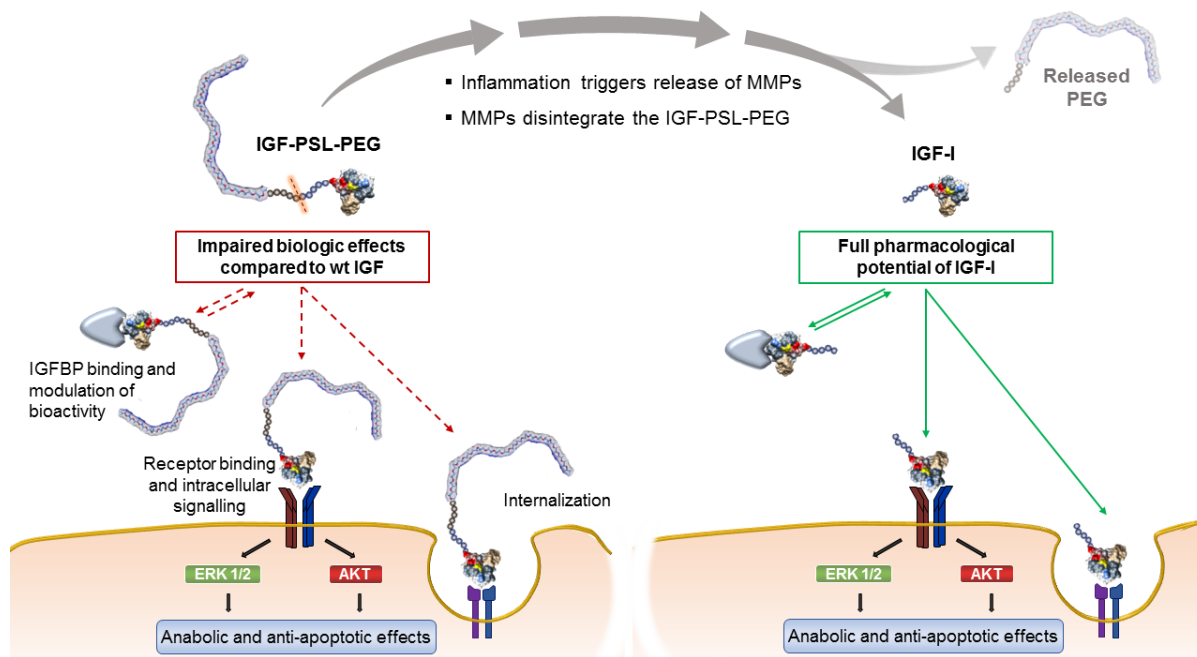 ▪ Inflammation triggers release of MMPs
▪ MMPs disintegrate the IGF-PSL-PEG
Released
PEG
IGF-PSL-PEG
IGF-I
Impaired biologic effects
compared to wt IGF
Full pharmacological
potential of IGF-I
IGFBP binding and
modulation of
bioactivity
Receptor binding
and intracellular
signalling
Internalization
ERK 1/2
AKT
Anabolic and anti-apoptotic effects
ERK 1/2
AKT
Anabolic and anti-apoptotic effects